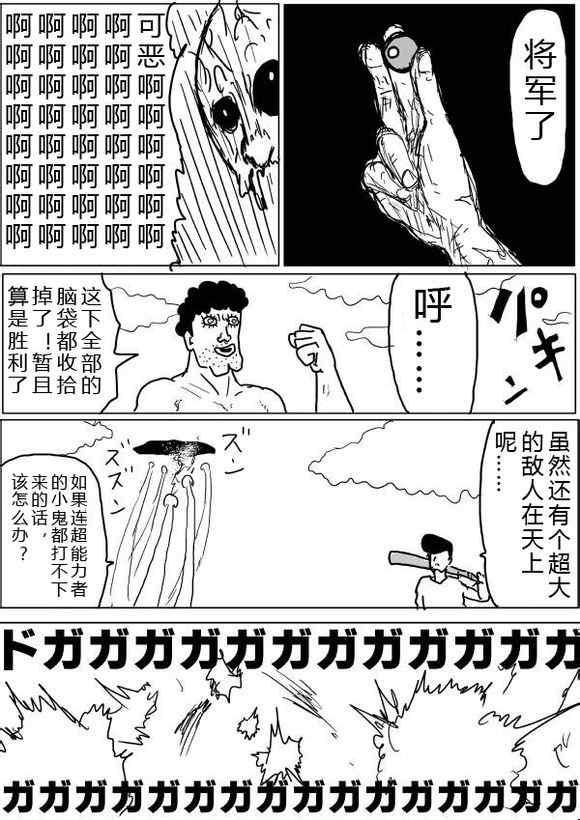 将军了
可恶啊啊啊啊啊啊
啊啊啊啊啊啊啊啊
啊啊啊啊啊啊啊啊
啊啊啊啊啊啊啊啊
啊啊啊啊啊啊啊啊
パキン
呼……
这下全部的
脑袋都收拾
掉了！暂且
算是胜利了
虽然还有个超大
的敌人在天上
呢……
ズン
ズズン
如果连超能力者
的小鬼都打不下
来的话，
该怎么办？
ドガガガガガガガガガガガガ
ガガガガガガガガガガガガガガガガ